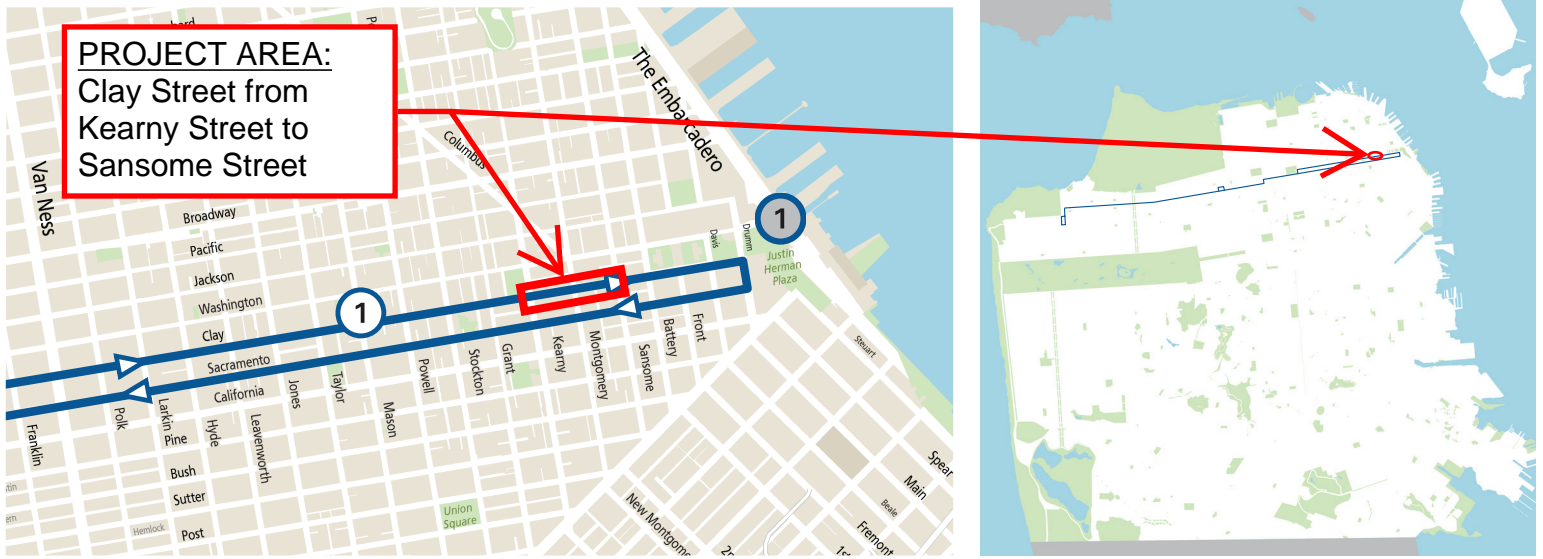 PROJECT AREA:
Clay Street from
Kearny Street to
Sansome Street
The Embarcadero
Columbus
Van Ness
Broadway
Pacific
Jackson
Washington
Clay
Sacramento
California
1
1
Davis
Drumm
Justin
Herman
Plaza
Franklin
Polk
Larkin
Hyde
Leavenworth
Jones
Taylor
Mason
Powell
Stockton
Grant
Kearny
Montgomery
Sansome
Battery
Front
Steuart
Pine
Bush
Sutter
Hemlock
Post
Union
Square
New Montgome
Spear
Main
Beale
Fremont
1st